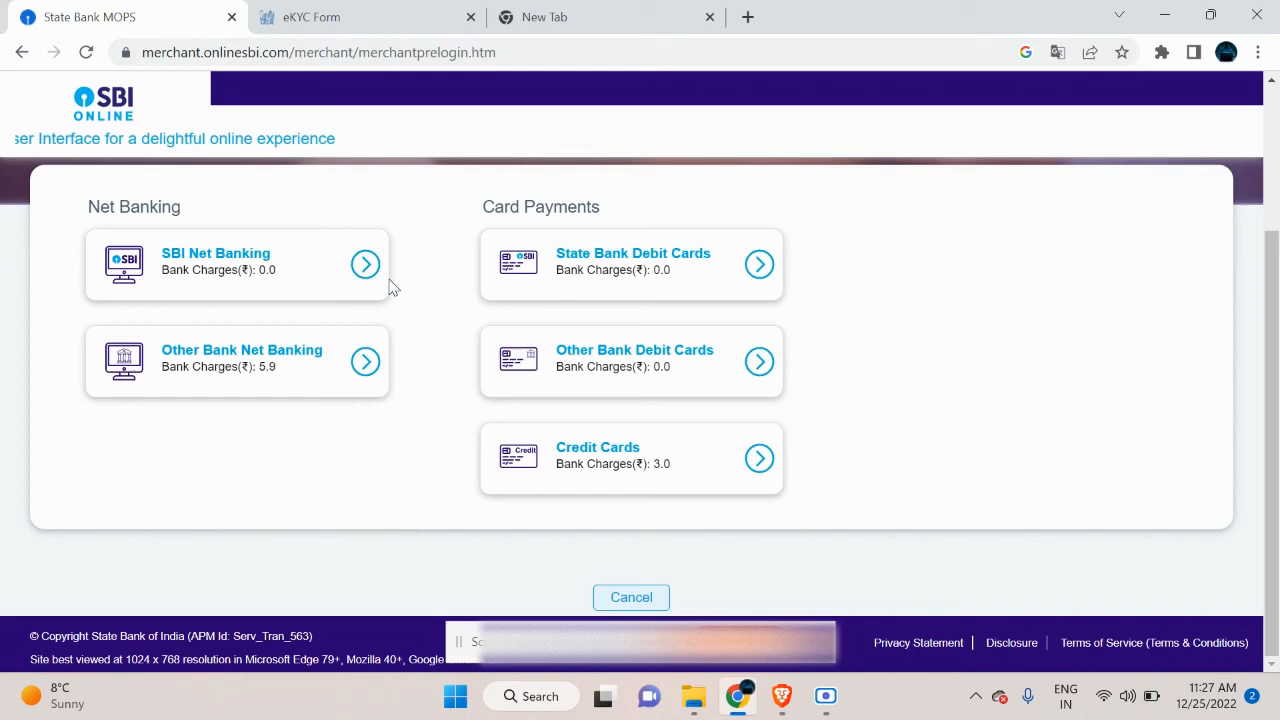 State Bank MOPS
eKYC Form
New Tab
merchant.onlinesbi.com/merchant/merchantprelogin.htm
SBI
ONLINE
ser Interface for a delightful online experience
Net Banking
Card Payments
SBI Net Banking
Bank Charges(₹): 0.0
State Bank Debit Cards
Bank Charges(₹): 0.0
Other Bank Net Banking
Bank Charges(₹): 5.9
Other Bank Debit Cards
Bank Charges(₹): 0.0
Credit Cards
Bank Charges(₹): 3.0
Cancel
© Copyright State Bank of India (APM Id: Serv_Tran_563)
Site best viewed at 1024 x 768 resolution in Microsoft Edge 79+, Mozilla 40+, Google
Privacy Statement | Disclosure | Terms of Service (Terms & Conditions)
8°C
Sunny
Search
ENG
IN
11:27 AM
12/25/2022
2